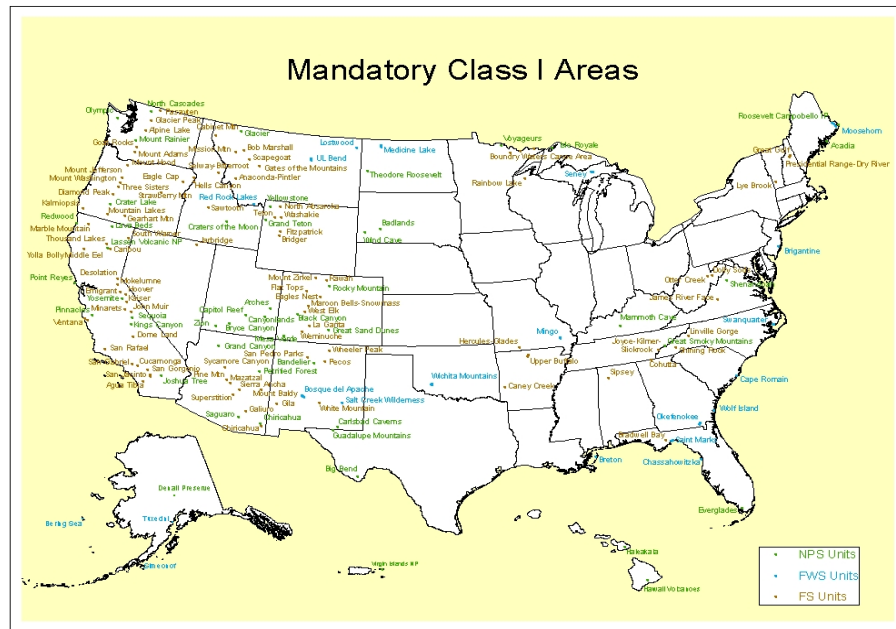 Mandatory Class I Areas
Olympic
North Cascades
Pasayten
Glacier Peak
Alpine Lake
Goat Rocks
Mount Rainier
Mount Adams
Mount Hood
Mount Jefferson
Mount Washington
Three Sisters
Diamond Peak
Crater Lake
Kalmiopsis
Mountain Lakes
Gearhart Mtn
Redwood
Lava Beds
Marble Mountain
South Warner
Thousand Lakes
Lassen Volcanic NP
Caribou
Yolla BollyMiddle Eel
Eagle Cap
Strawberry Mtn
Hells Canyon
Cabinet Mtn
Glacier
Mission Mtn
Bob Marshall
Scapegoat
Gates of the Mountains
Selway Bitterroot
Anaconda-Pintler
Red Rock Lakes
Sawtooth
Craters of the Moon
Jarbridge
Yellowstone
North Absaroka
Teton
Washakie
Grand Teton
Fitzpatrick
Bridger
Lostwood
Medicine Lake
UL Bend
Theodore Roosevelt
Badlands
Wind Cave
Voyageurs
Isle Royale
Boundry Waters Canoe Area
Rainbow Lake
Seney
Roosevelt Campobello IP
Moosehorn
Acadia
Great Gulf
Presidential Range-Dry River
Lye Brook
Brigantine
Dolly Sods
Otter Creek
Shenandoah
James River Face
Mammoth Cave
Mingo
Swanquarter
Linville Gorge
Joyce-Kilmer-
Slickrock
Great Smoky Mountains
Shining Rock
Cohutta
Hercules-Glades
Upper Buffalo
Caney Creek
Sipsey
Cape Romain
Wolf Island
Okefenokee
Bradwell Bay
Saint Marks
Chassahowitzka
Breton
Everglades
Point Reyes
Desolation
Mokelumne
Hoover
Emigrant
Yosemite
Kaiser
Pinnacles
Minarets
John Muir
Ventana
Sequoia
Kings Canyon
Dome Land
San Rafael
San Gabriel
Cucamonga
San Gorgonio
San Jacinto
Joshua Tree
Agua Tibia
Capitol Reef
Arches
Canyonlands
Zion
Bryce Canyon
Mesa Verde
Grand Canyon
Sycamore Canyon
Pine Mtn
Mazatzal
Sierra Ancha
Superstition
Mount Baldy
Saguaro
Galiuro
Gila
Chiricahua
Chiricahua
Petrified Forest
Mount Zirkel
Rawah
Flat Tops
Rocky Mountain
Eagles Nest
Maroon Bells-Snowmass
West Elk
Black Canyon
La Garita
Great Sand Dunes
Weminuche
San Pedro Parks
Wheeler Peak
Bandelier
Pecos
Bosque del Apache
Salt Creek Wilderness
White Mountain
Carlsbad Caverns
Guadalupe Mountains
Big Bend
Wichita Mountains
Denali Preserve
Bering Sea
Tuxedni
Simeonof
Virgin Islands NP
Haleakala
Hawaii Volcanoes
NPS Units
FWS Units
FS Units